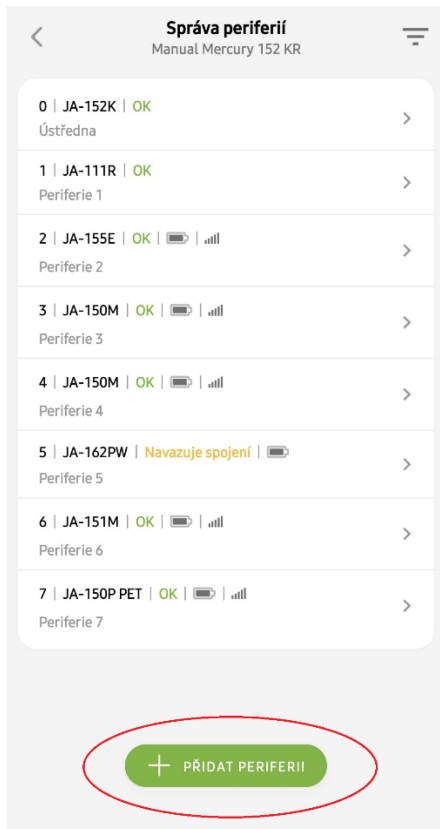 Správa periferií
Manual Mercury 152 KR
0 | JA-152K | OK
Ústředna
1 | JA-111R | OK
Periferie 1
2 | JA-155E | OK |  |
Periferie 2
3 | JA-150M | OK |  |
Periferie 3
4 | JA-150M | OK |  |
Periferie 4
5 | JA-162PW | Navazuje spojení |
Periferie 5
6 | JA-151M | OK |  |
Periferie 6
7 | JA-150P PET | OK |  |
Periferie 7
+ PŘIDAT PERIFERII